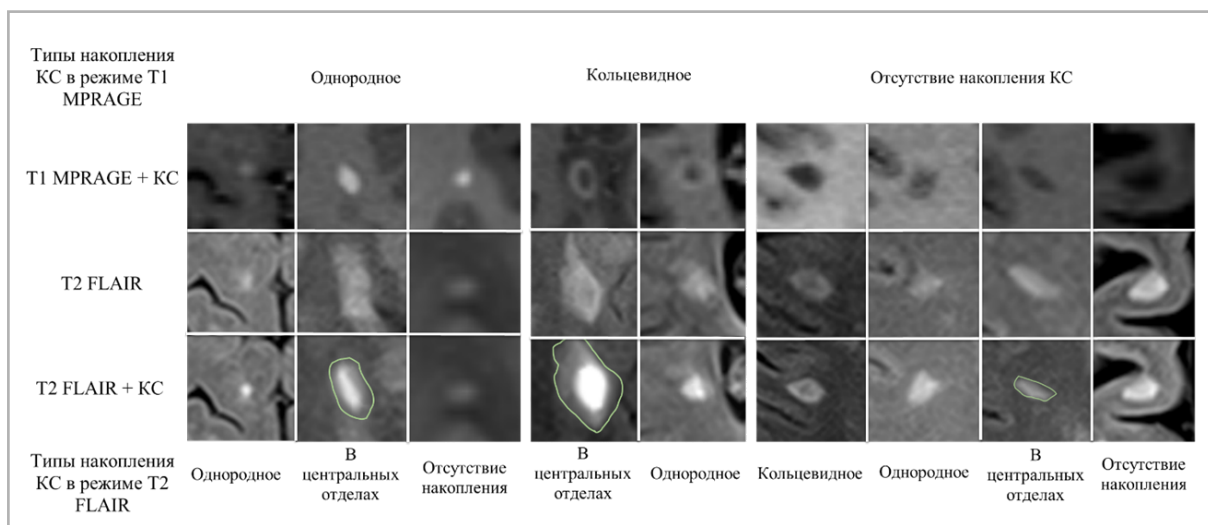 Типы накопления
КС в режиме Т1
MPRAGE
Однородное
Кольцевидное
Отсутствие накопления КС
T1 MPRAGE + КС
T2 FLAIR
T2 FLAIR + КС
Типы накопления
КС в режиме Т2
FLAIR
Однородное
В
центральных
отделах
Отсутствие
накопления
В
центральных
отделах
Однородное
Кольцевидное
Однородное
В
центральных
отделах
Отсутствие
накопления